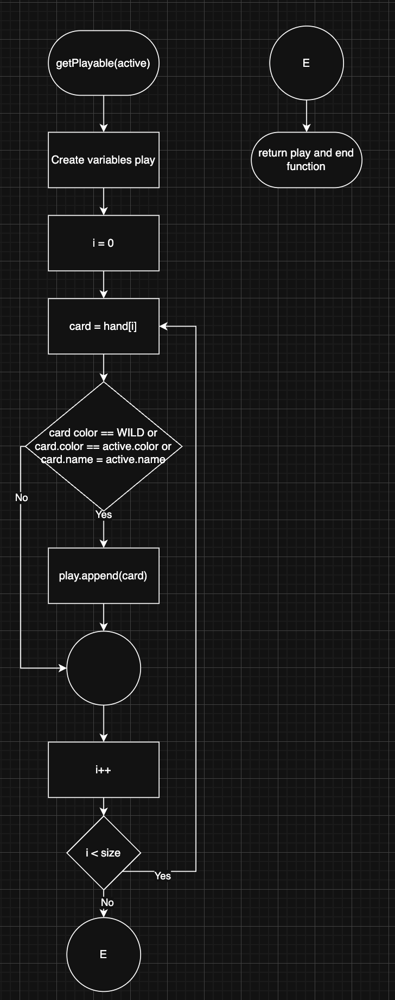 getPlayable(active)
Create variables play
i = 0
card = hand[i]
card color == WILD or
card.color == active.color or
card.name = active.name
No
Yes
play.append(card)
i++
i < size
Yes
No
E
E
return play and end
function